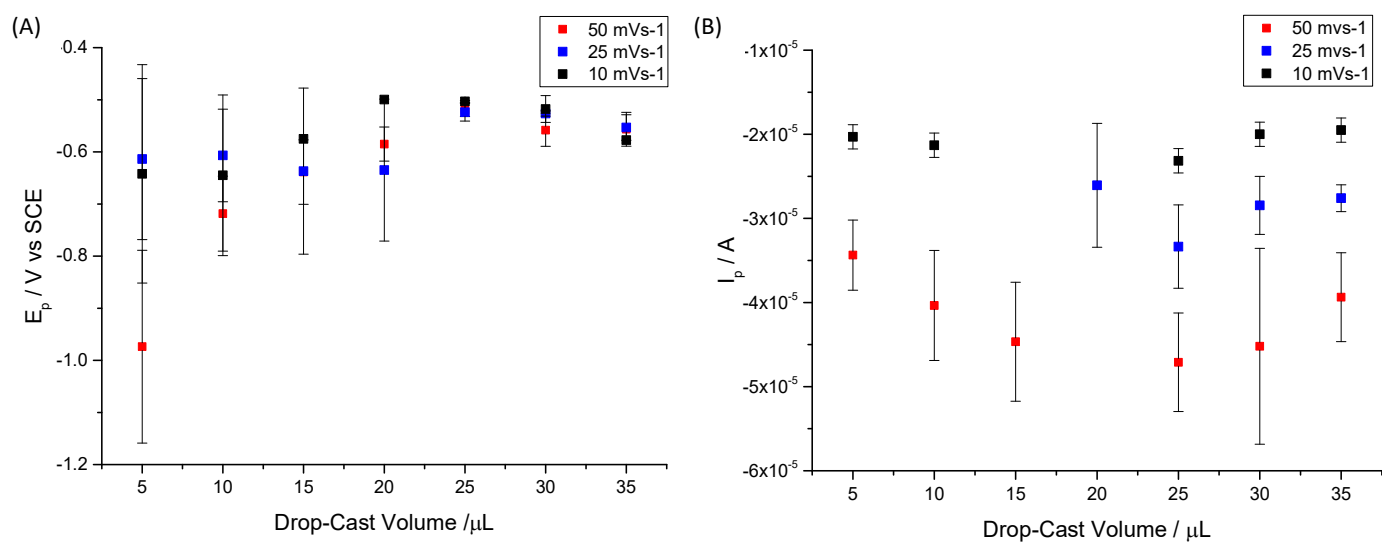 (A)
50 mVs-1
25 mVs-1
10 mVs-1
-0.4
-0.6
-0.8
-1.0
-1.2
5 10 15 20 25 30 35
E_p / V vs SCE
Drop-Cast Volume /μL
(B)
50 mvs-1
25 mvs-1
10 mVs-1
-1x10⁻⁵
-2x10⁻⁵
-3x10⁻⁵
-4x10⁻⁵
-5x10⁻⁵
-6x10⁻⁵
5 10 15 20 25 30 35
I_p / A
Drop-Cast Volume / μL